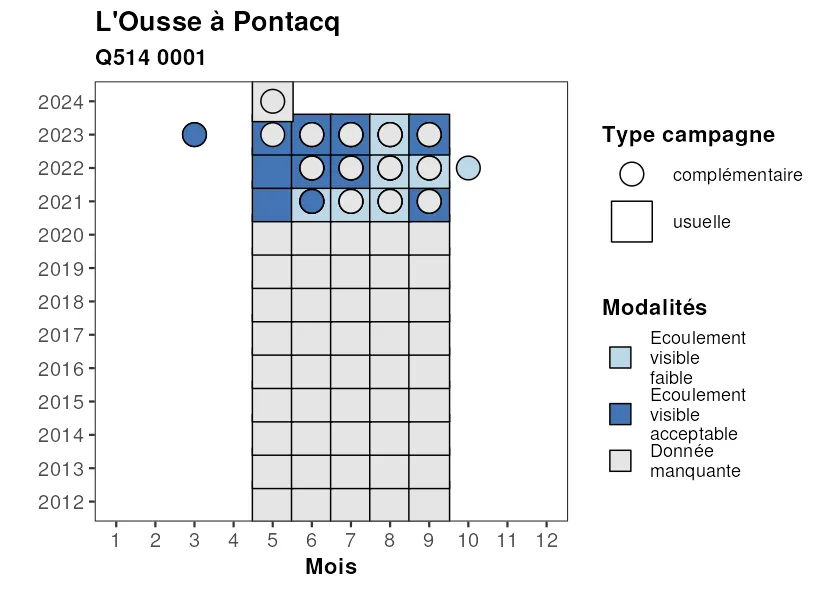 L'Ousse à Pontacq
Q514 0001
2024
2023
2022
2021
2020
2019
2018
2017
2016
2015
2014
2013
2012
1 2 3 4 5 6 7 8 9 10 11 12
Mois
Type campagne
complémentaire
usuelle
Modalités
Ecoulement
visible
faible
Ecoulement
visible
acceptable
Donnée
manquante